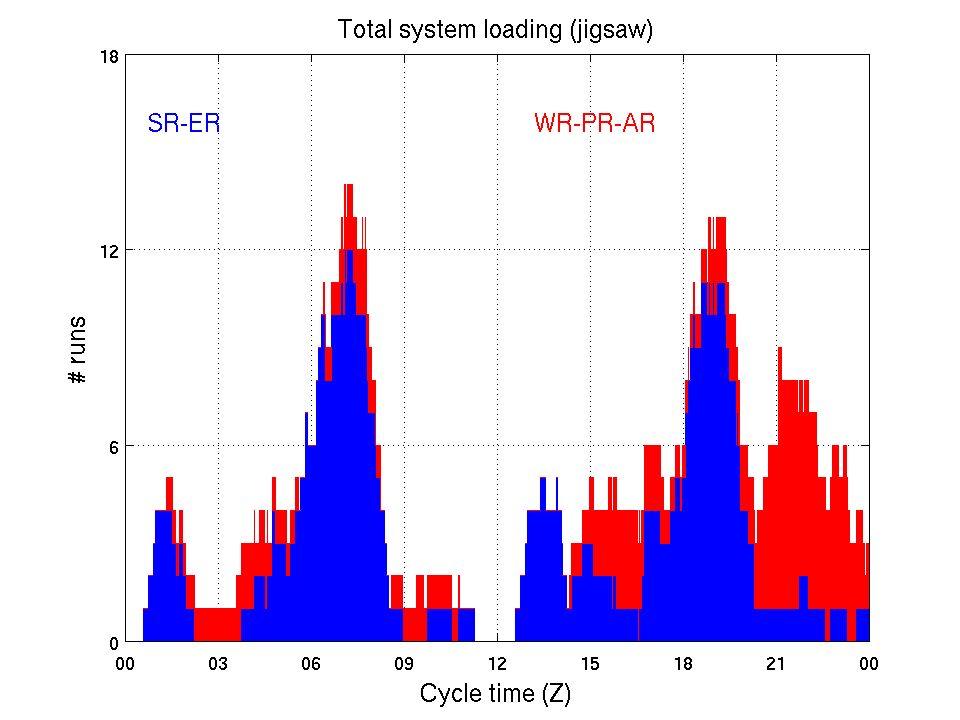 Total system loading (jigsaw)
18
SR-ER WR-PR-AR
12
# runs
6
0
00 03 06 09 12 15 18 21 00
Cycle time (Z)